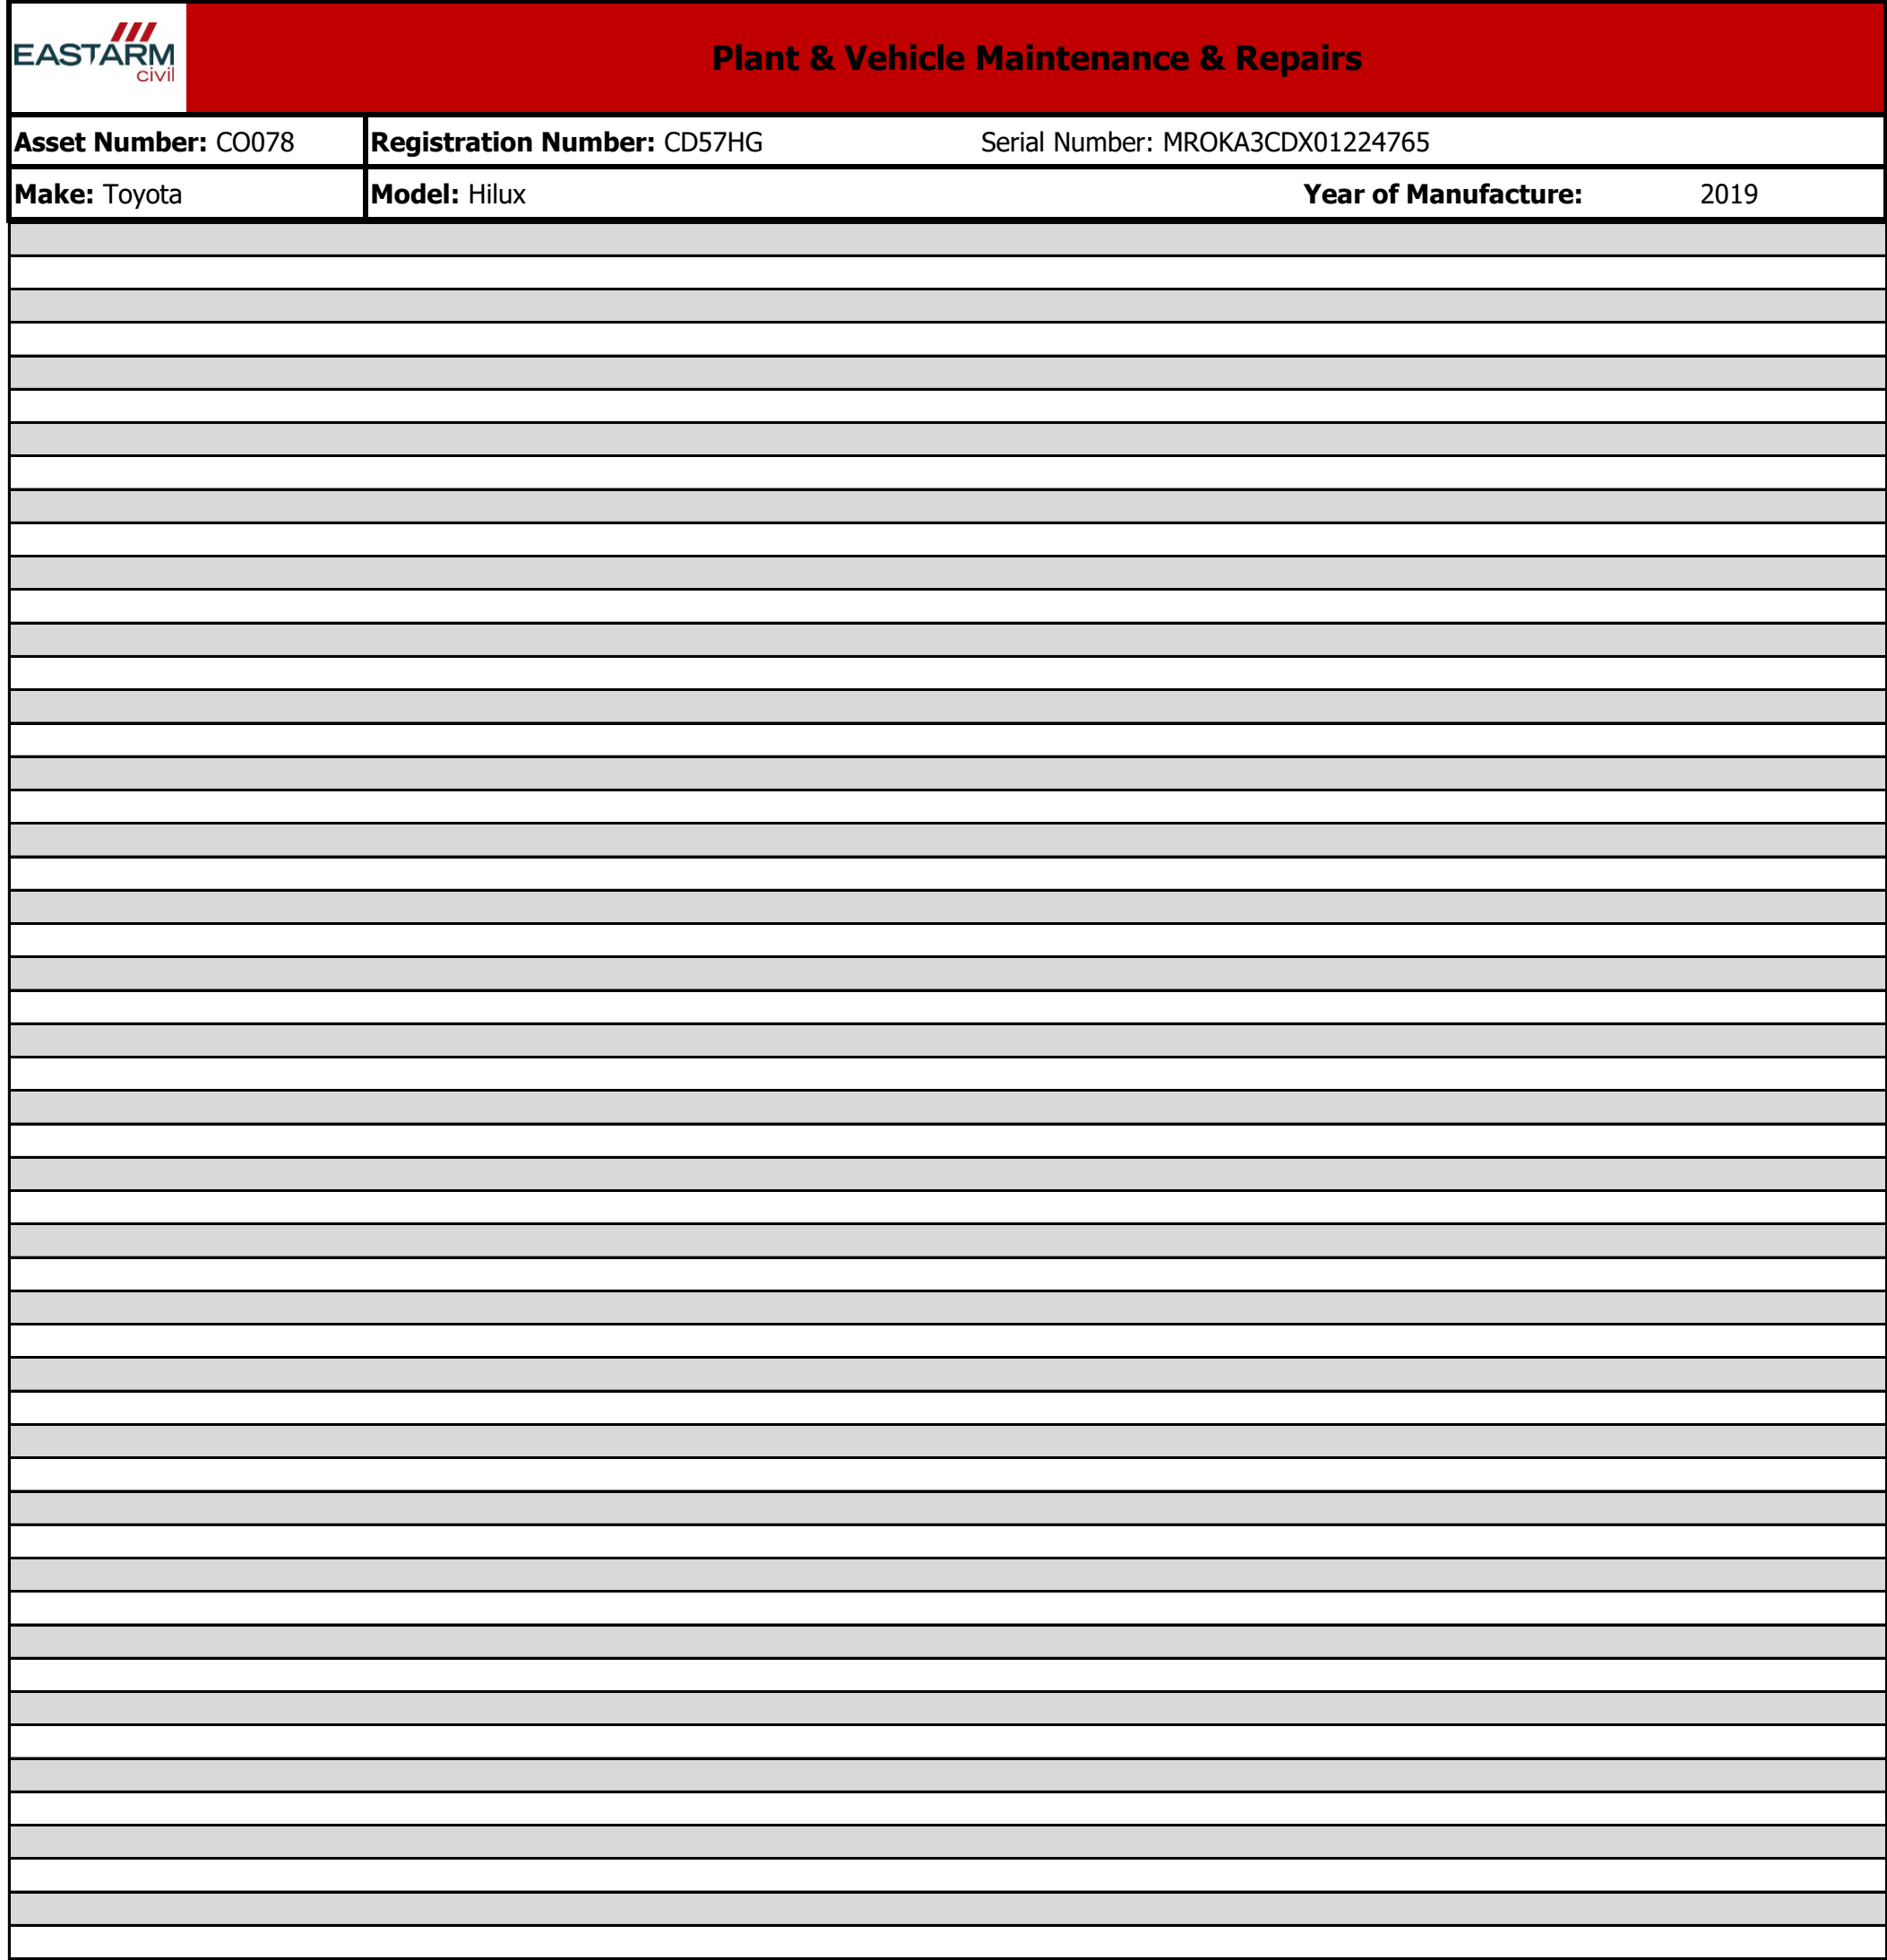 EASTARM
civil
Plant & Vehicle Maintenance & Repairs
Asset Number: CO078 Registration Number: CD57HG Serial Number: MROKA3CDX01224765
Make: Toyota Model: Hilux Year of Manufacture: 2019